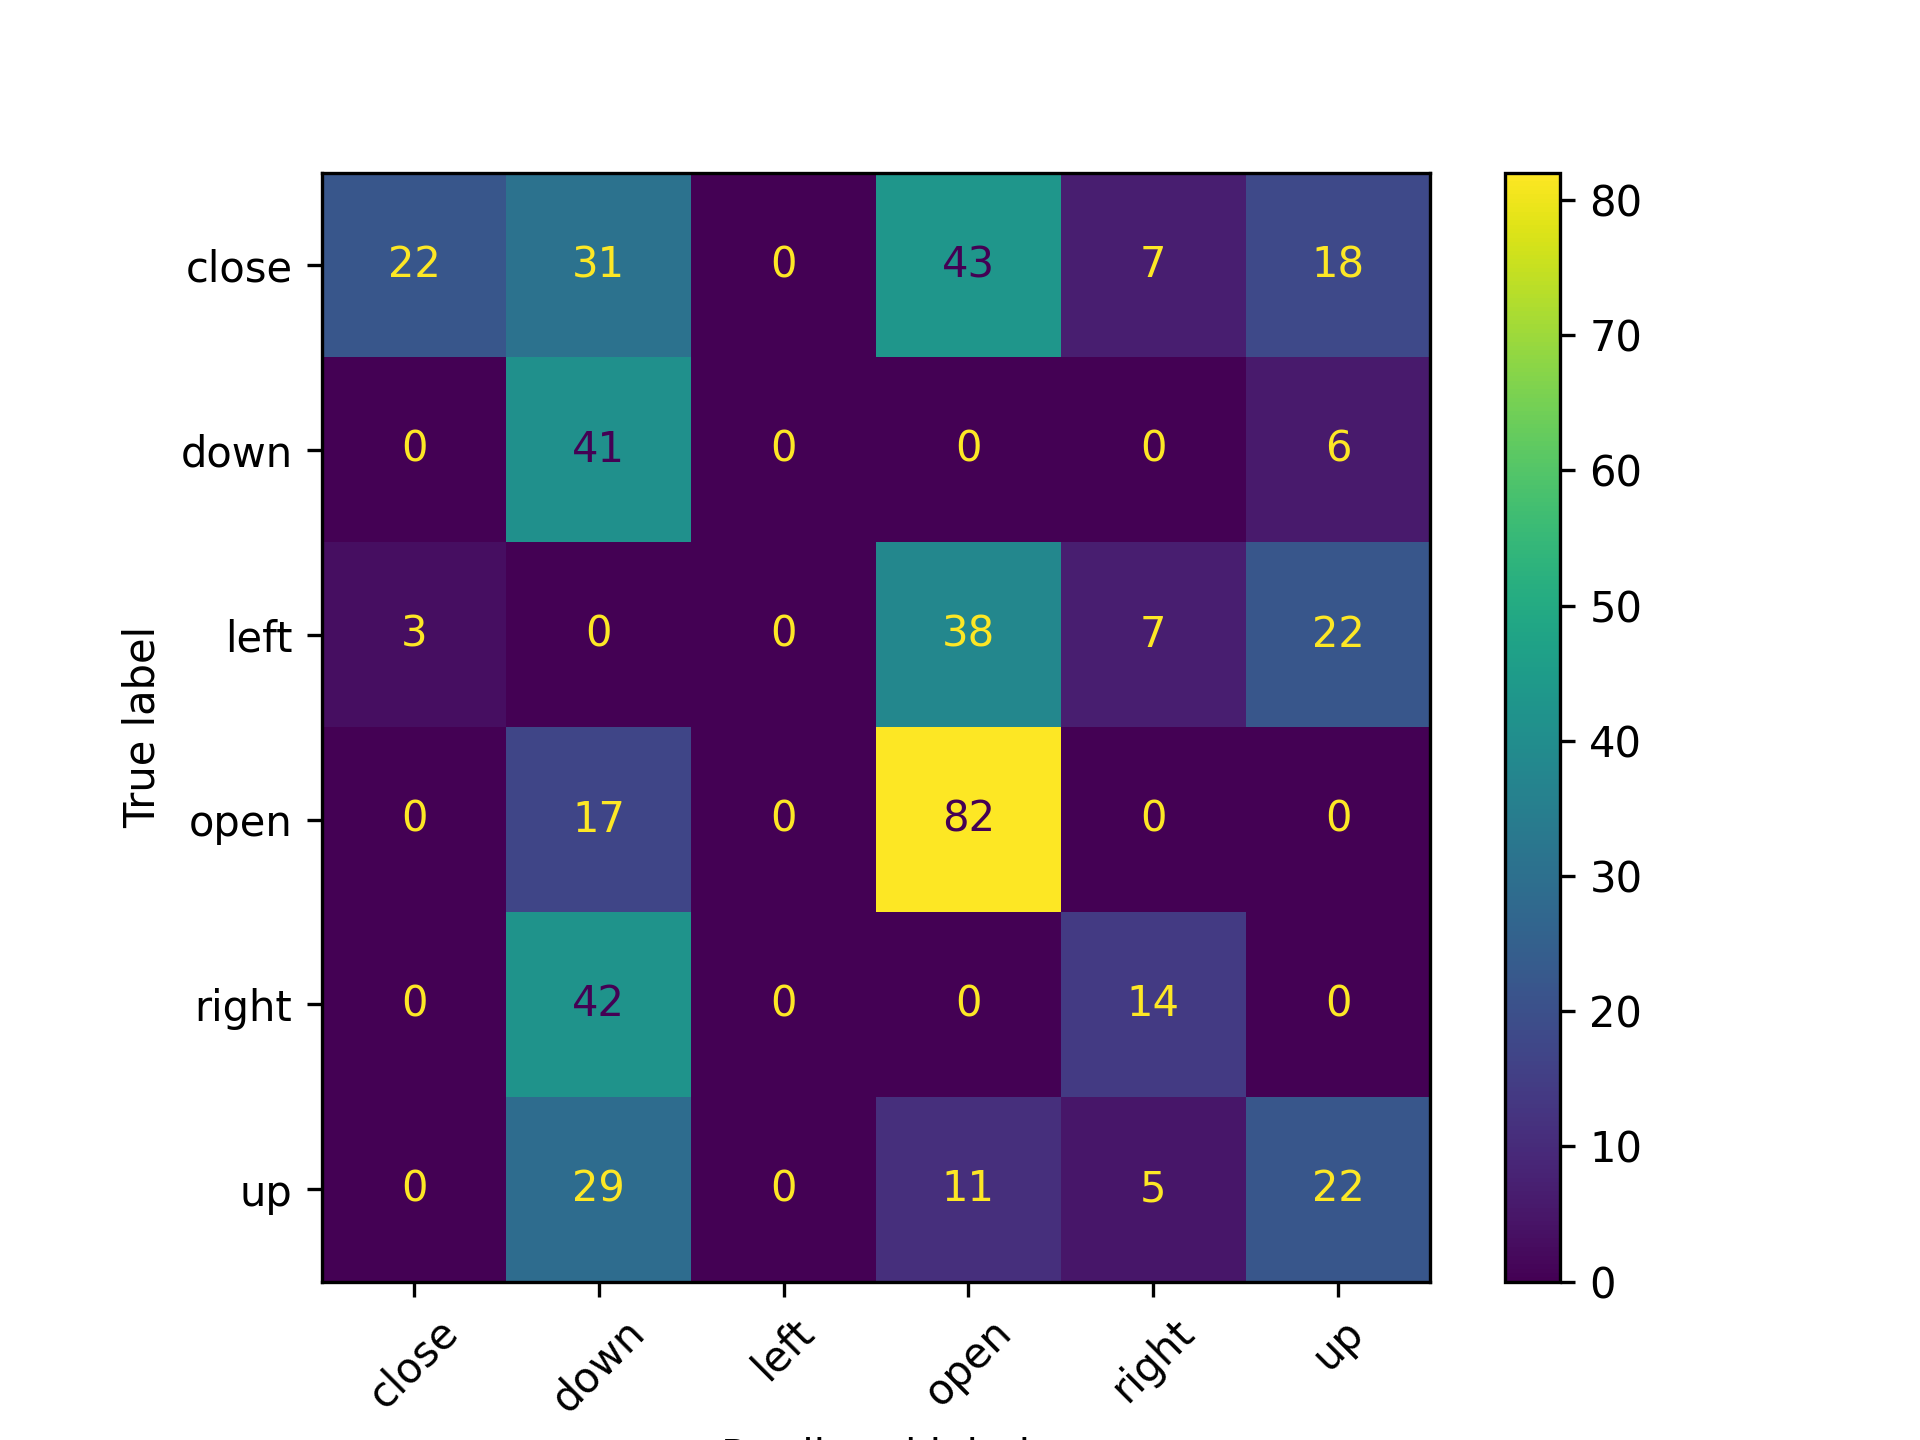 True label
close 22 31 0 43 7 18
down 0 41 0 0 0 6
left 3 0 0 38 7 22
open 0 17 0 82 0 0
right 0 42 0 0 14 0
up 0 29 0 11 5 22
close down left open right up
80
70
60
50
40
30
20
10
0